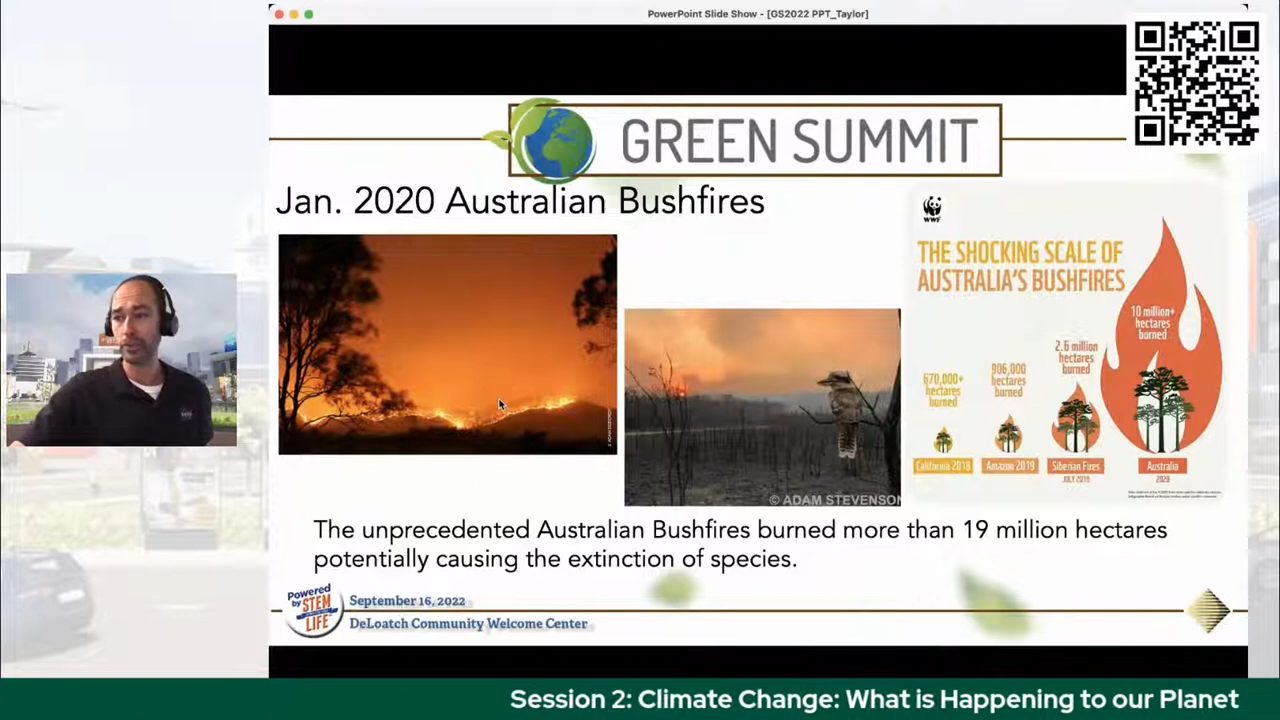 PowerPoint Slide Show - [GS2022 PPT_Taylor]
GREEN SUMMIT
Jan. 2020 Australian Bushfires
WWF
THE SHOCKING SCALE OF
AUSTRALIA'S BUSHFIRES
10 million+
hectares
burned
2.6 million
hectares
burned
906,000
hectares
burned
670,000+
hectares
burned
California 2018
Amazon 2019
Siberian Fires
JULY 2019
Australia
2020
© ADAM STEVENSON
The unprecedented Australian Bushfires burned more than 19 million hectares
potentially causing the extinction of species.
Powered
by STEM
LIFE
September 16, 2022
DeLoatch Community Welcome Center
Session 2: Climate Change: What is Happening to our Planet